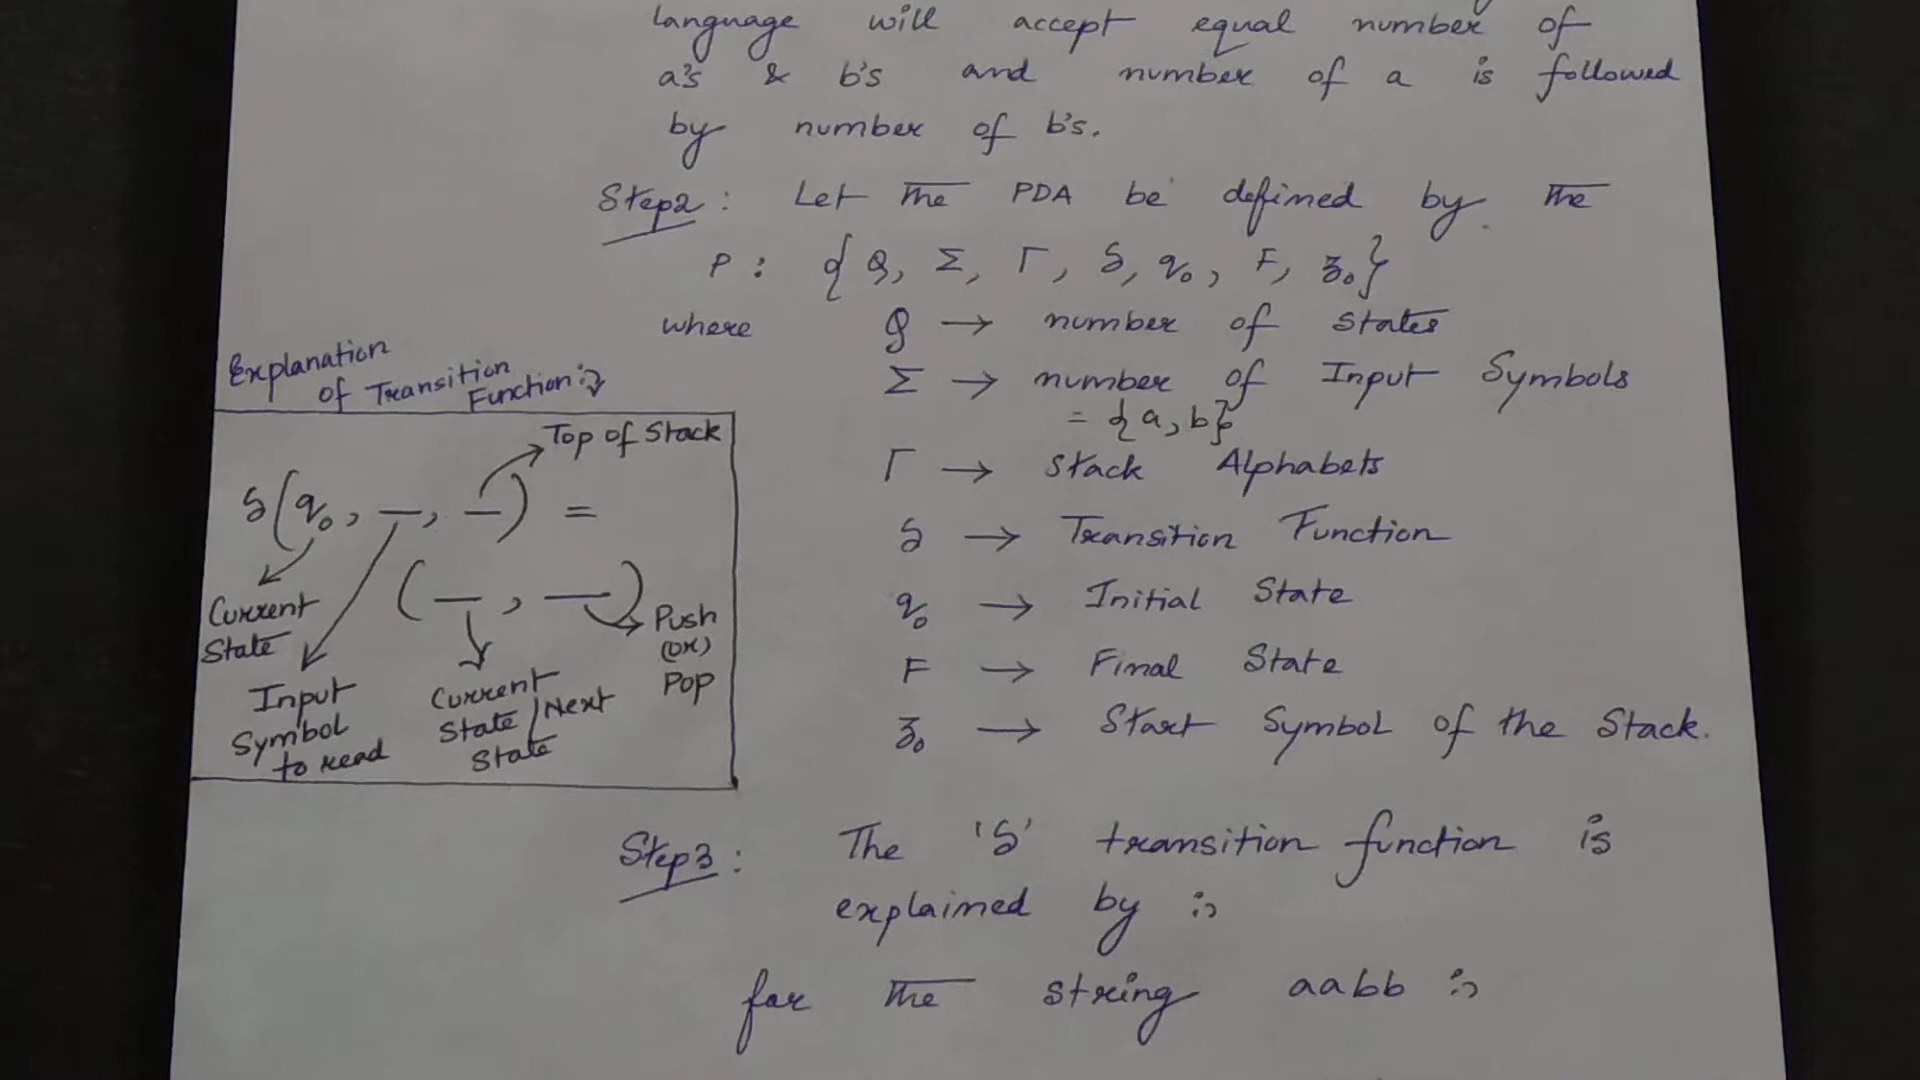 language will accept equal number of
a's & b's and number of a is followed
by number of b's.
Step2 : Let the PDA be defined by the
P : {Q, Σ, Γ, δ, q₀, F, z₀}
where Q → number of states
Σ → number of Input Symbols
= {a, b}
Γ → Stack Alphabets
δ → Transition Function
q₀ → Initial State
F → Final State
z₀ → Start Symbol of the Stack.
Explanation
of Transition
Function :→
Top of Stack
δ(q₀, —, —) =
(—, —)
Current
State
Input
Symbol
to read
Current
State / Next
State
Push
(or)
Pop
Step3 : The 'δ' transition function is
explained by :→
for the string aabb :→